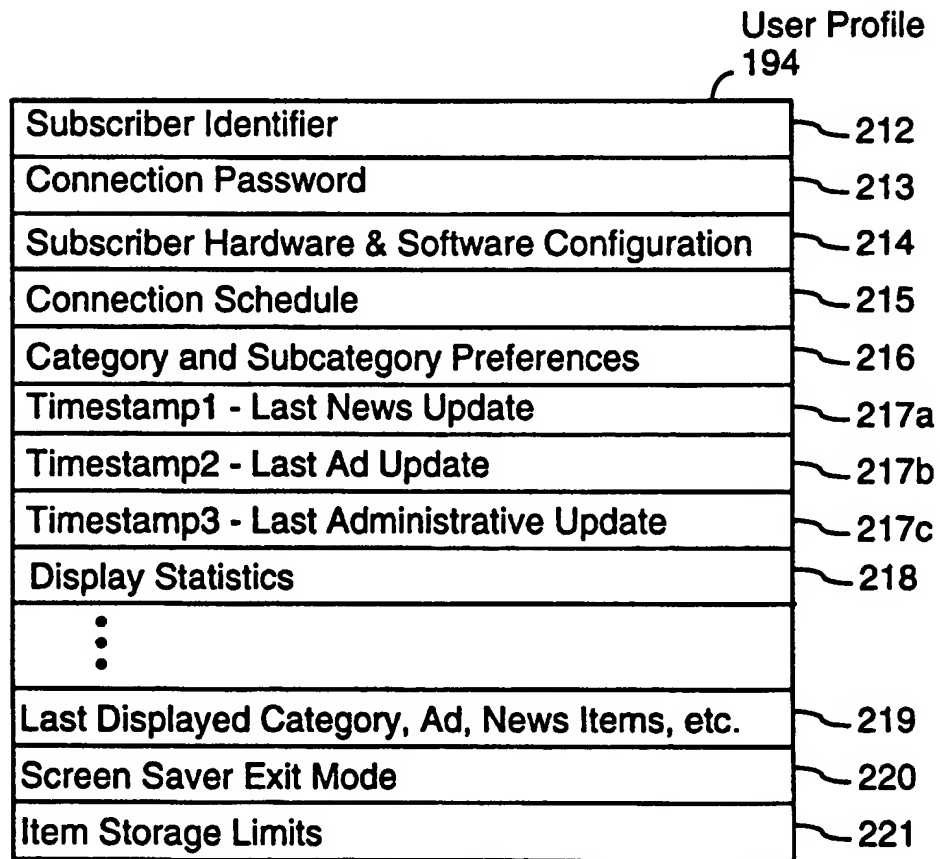 User Profile
194
Subscriber Identifier 212
Connection Password 213
Subscriber Hardware & Software Configuration 214
Connection Schedule 215
Category and Subcategory Preferences 216
Timestamp1 - Last News Update 217a
Timestamp2 - Last Ad Update 217b
Timestamp3 - Last Administrative Update 217c
Display Statistics 218
Last Displayed Category, Ad, News Items, etc. 219
Screen Saver Exit Mode 220
Item Storage Limits 221